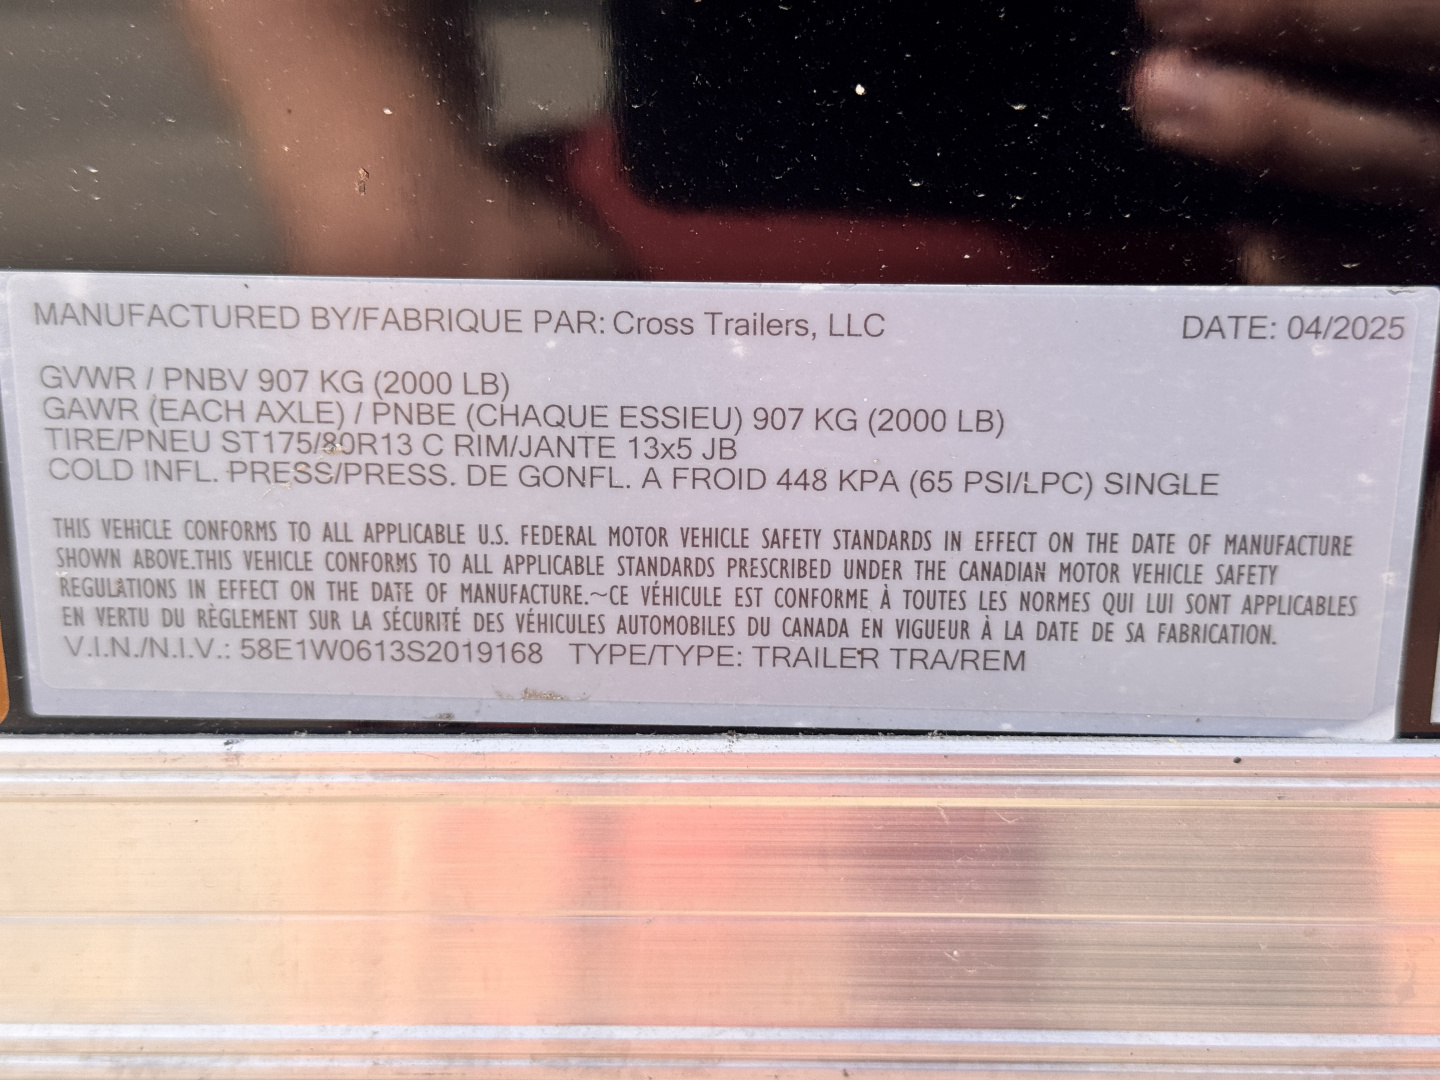 MANUFACTURED BY/FABRIQUE PAR: Cross Trailers, LLC DATE: 04/2025
GVWR / PNBV 907 KG (2000 LB)
GAWR (EACH AXLE) / PNBE (CHAQUE ESSIEU) 907 KG (2000 LB)
TIRE/PNEU ST175/80R13 C RIM/JANTE 13x5 JB
COLD INFL. PRESS/PRESS. DE GONFL. A FROID 448 KPA (65 PSI/LPC) SINGLE
THIS VEHICLE CONFORMS TO ALL APPLICABLE U.S. FEDERAL MOTOR VEHICLE SAFETY STANDARDS IN EFFECT ON THE DATE OF MANUFACTURE
SHOWN ABOVE.THIS VEHICLE CONFORMS TO ALL APPLICABLE STANDARDS PRESCRIBED UNDER THE CANADIAN MOTOR VEHICLE SAFETY
REGULATIONS IN EFFECT ON THE DATE OF MANUFACTURE.~CE VÉHICULE EST CONFORME À TOUTES LES NORMES QUI LUI SONT APPLICABLES
EN VERTU DU RÈGLEMENT SUR LA SÉCURITÉ DES VÉHICULES AUTOMOBILES DU CANADA EN VIGUEUR À LA DATE DE SA FABRICATION.
V.I.N./N.I.V.: 58E1W0613S2019168 TYPE/TYPE: TRAILER TRA/REM